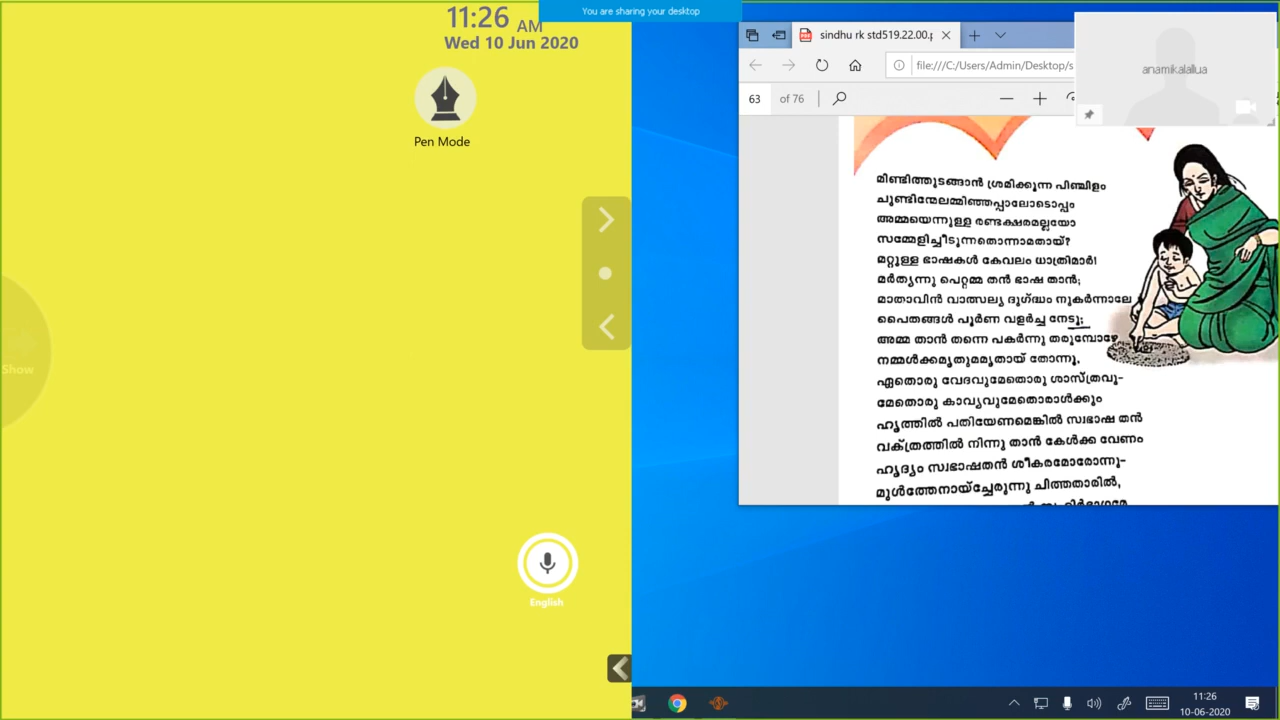 You are sharing your desktop
11:26 AM
Wed 10 Jun 2020
Pen Mode
Show
English
sindhu rk std519.22.00.p
file:///C:/Users/Admin/Desktop/s
63 of 76
anamikalallua
മിണ്ടിത്തുടങ്ങാൻ ശ്രമിക്കുന്ന പിഞ്ചിളം
ചുണ്ടിന്മേലമ്മിഞ്ഞപ്പാലോടൊപ്പം
അമ്മയെന്നുള്ള രണ്ടക്ഷരമല്ലയോ
സമ്മേളിച്ചീടുന്നതൊന്നാമതായ്?
മറ്റുള്ള ഭാഷകൾ കേവലം ധാത്രിമാർ!
മർത്യന്നു പെറ്റമ്മ തൻ ഭാഷ താൻ;
മാതാവിൻ വാത്സല്യ ദുഗ്ദ്ധം നുകർന്നാലേ
പൈതങ്ങൾ പൂർണ വളർച്ച നേടൂ;
അമ്മ താൻ തന്നെ പകർന്നു തരുമ്പോഴേ
നമ്മൾക്കമൃതുമമൃതായ് തോന്നൂ,
ഏതൊരു വേദവുമേതൊരു ശാസ്ത്രവു-
മേതൊരു കാവ്യവുമേതൊരാൾക്കും
ഹൃത്തിൽ പതിയേണമെങ്കിൽ സ്വഭാഷ തൻ
വക്ത്രത്തിൽ നിന്നു താൻ കേൾക്ക വേണം
ഹൃദ്യം സ്വഭാഷതൻ ശീകരമോരോന്നു-
മുൾത്തേനായ്ച്ചേരുന്നു ചിത്തതാരിൽ,
11:26
10-06-2020